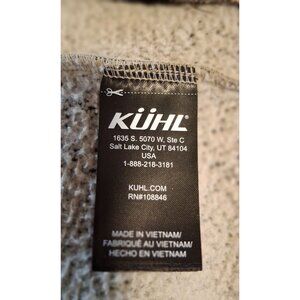 KÜHL
1635 S. 5070 W, Ste C
Salt Lake City, UT 84104
USA
1-888-218-3181
KUHL.COM
RN#108846
MADE IN VIETNAM/
FABRIQUÉ AU VIETNAM/
HECHO EN VIETNAM